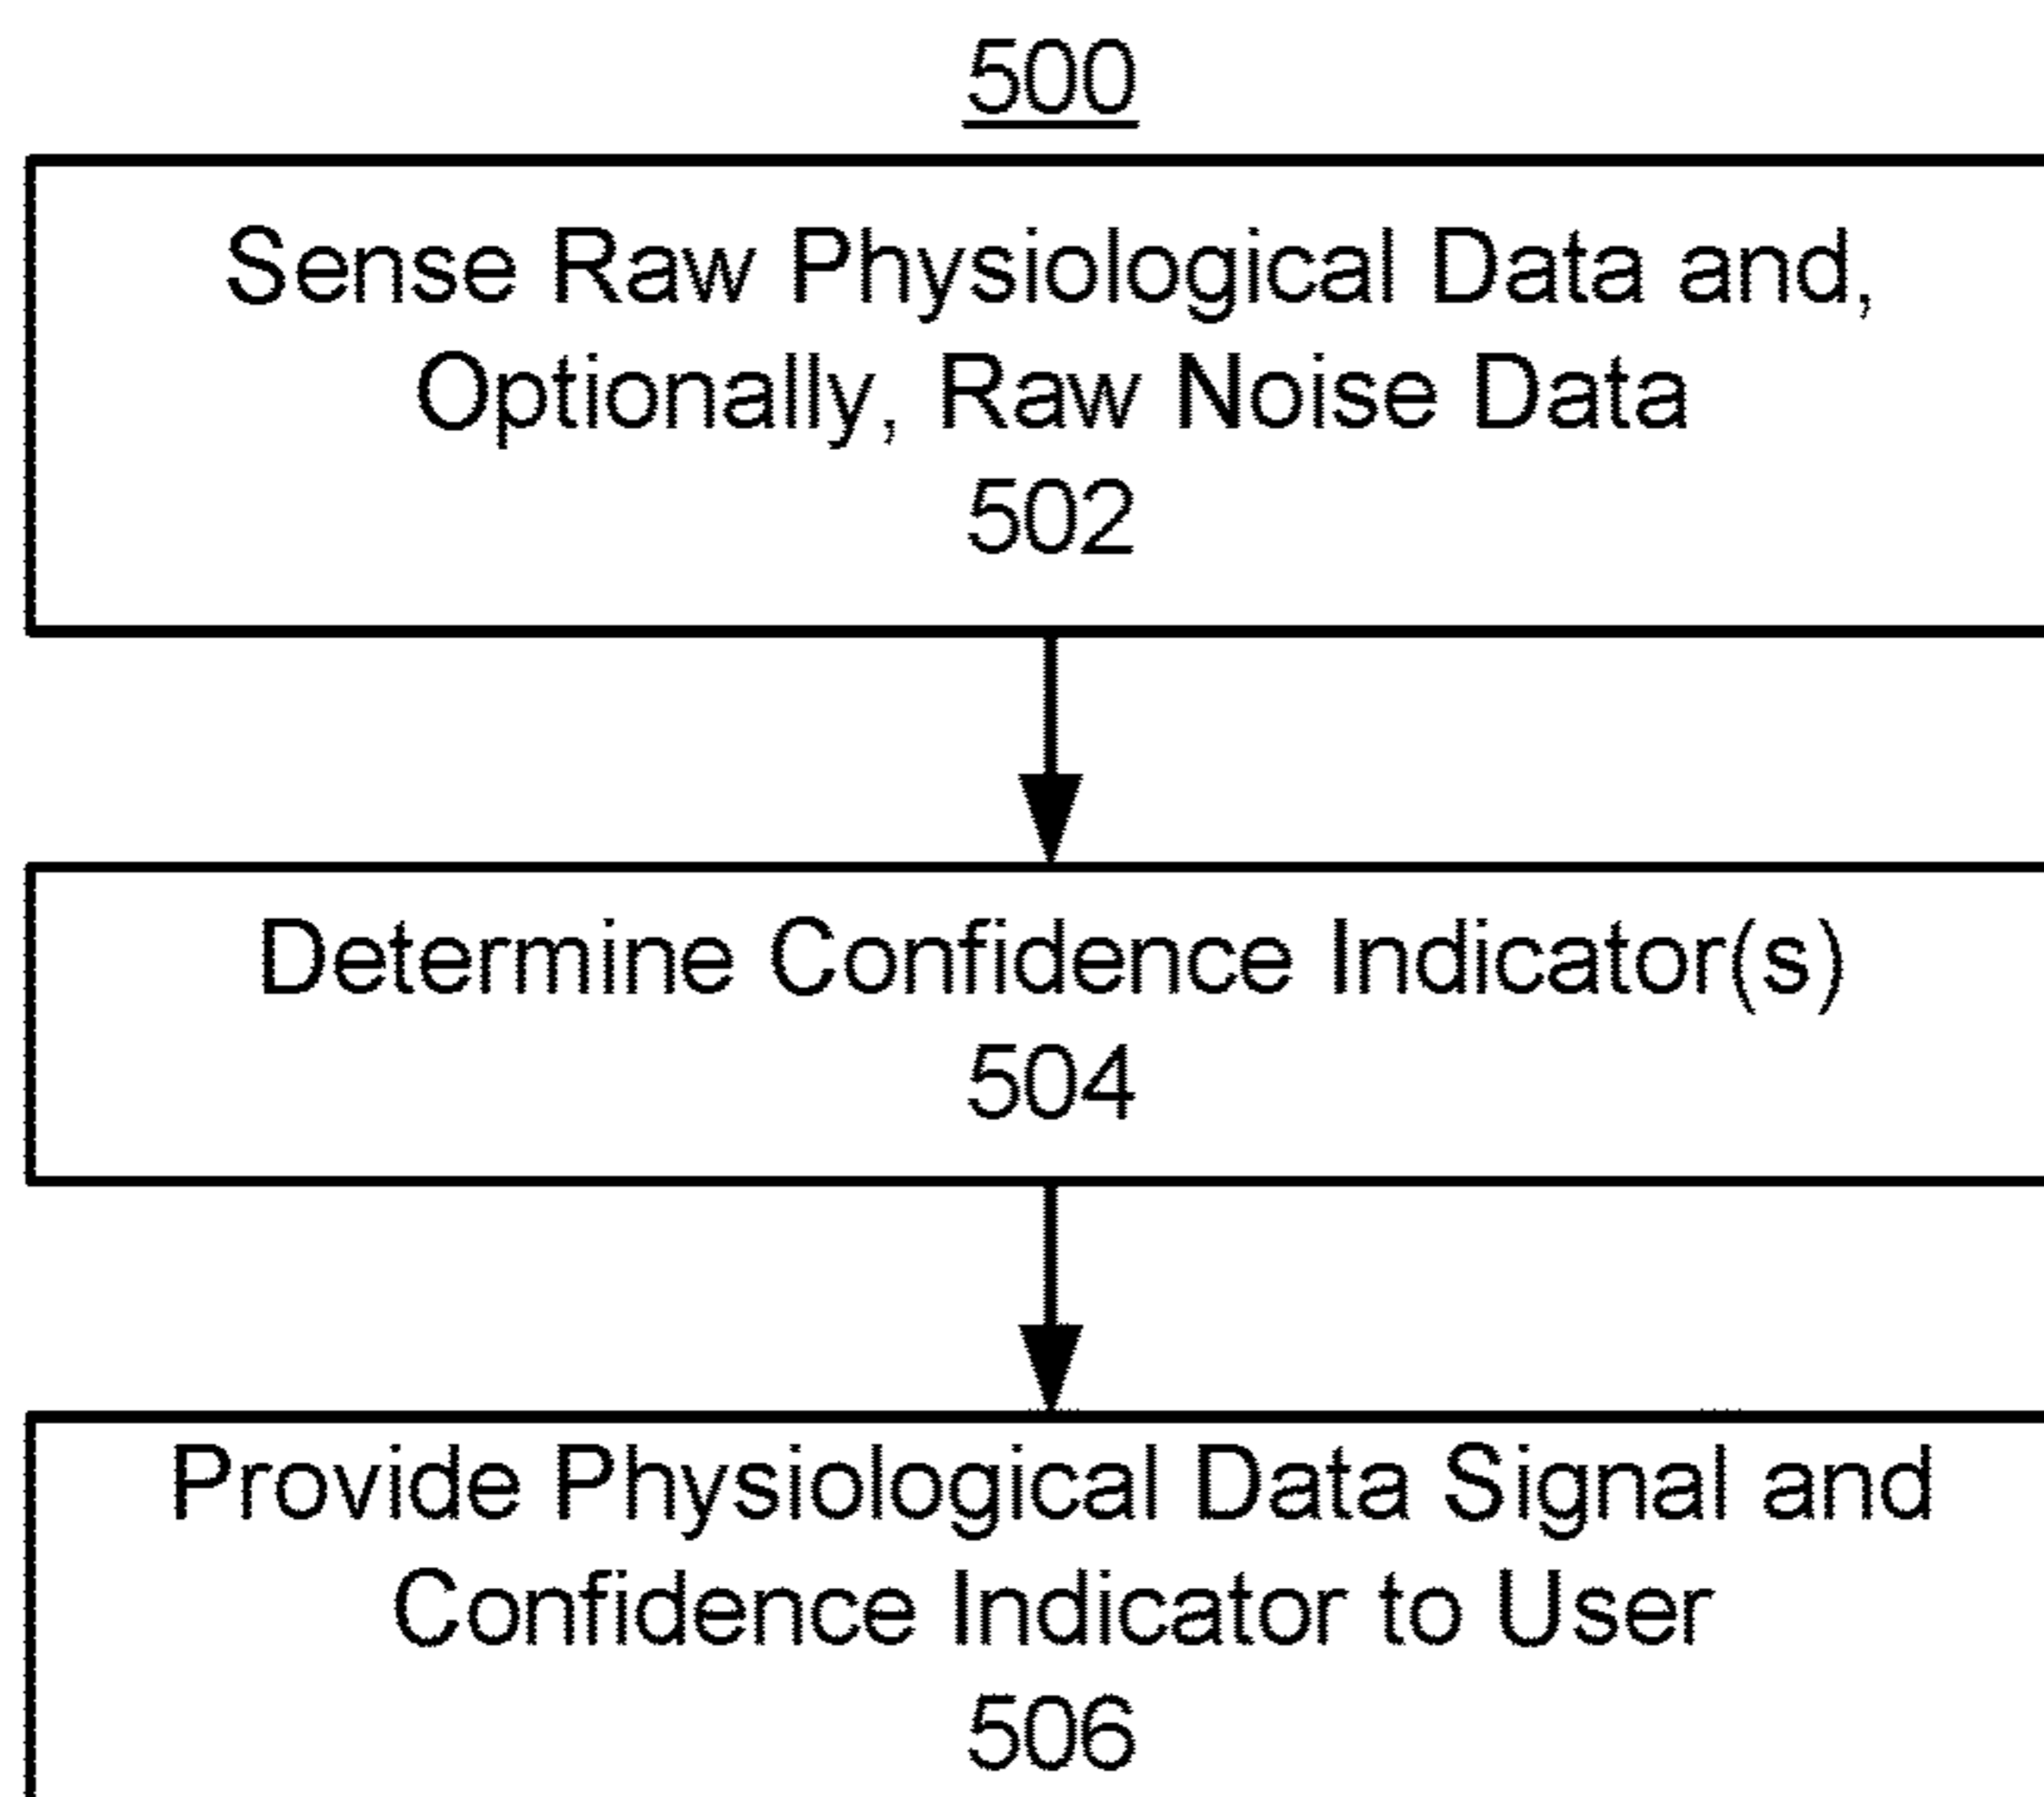 500
Sense Raw Physiological Data and,
Optionally, Raw Noise Data
502
Determine Confidence Indicator(s)
504
Provide Physiological Data Signal and
Confidence Indicator to User
506